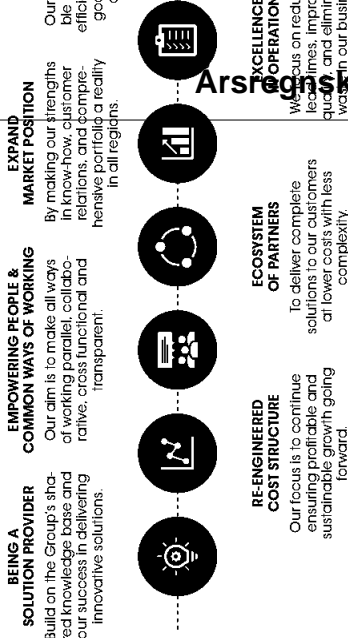 BEING A
SOLUTION PROVIDER
Build on the Group's sha-
red knowledge base and
our success in delivering
innovative solutions.
EMPOWERING PEOPLE &
COMMON WAYS OF WORKING
Our aim is to make all ways
of working parallel, collabo-
rative, cross functional and
transparent.
EXPAND
MARKET POSITION
By making our strengths
in know-how, customer
relations, and compre-
hensive portfolio a reality
in all regions.
Our
ble
effici
RE-ENGINEERED
COST STRUCTURE
Our focus is to continue
ensuring profitable and
sustainable growth going
forward.
ECOSYSTEM
OF PARTNERS
To deliver complete
solutions to our customers
at lower costs with less
complexity.
EXCELLENCE
OPERATION
We focus on redu
lead times, impro
quality, and elimin
in our busin
Årsregnsk